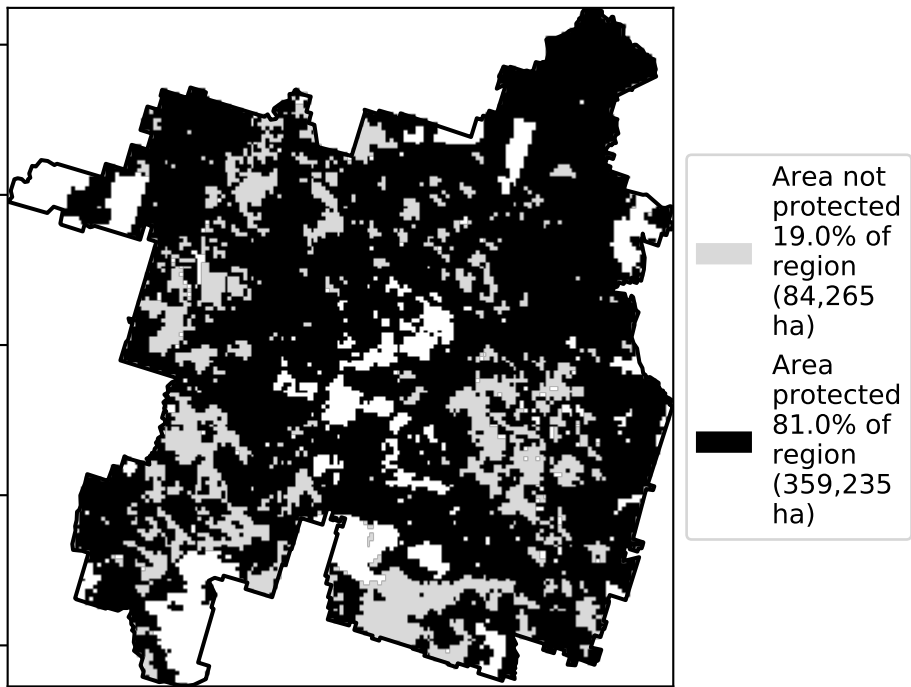 Area not
protected
19.0% of
region
(84,265
ha)
Area
protected
81.0% of
region
(359,235
ha)